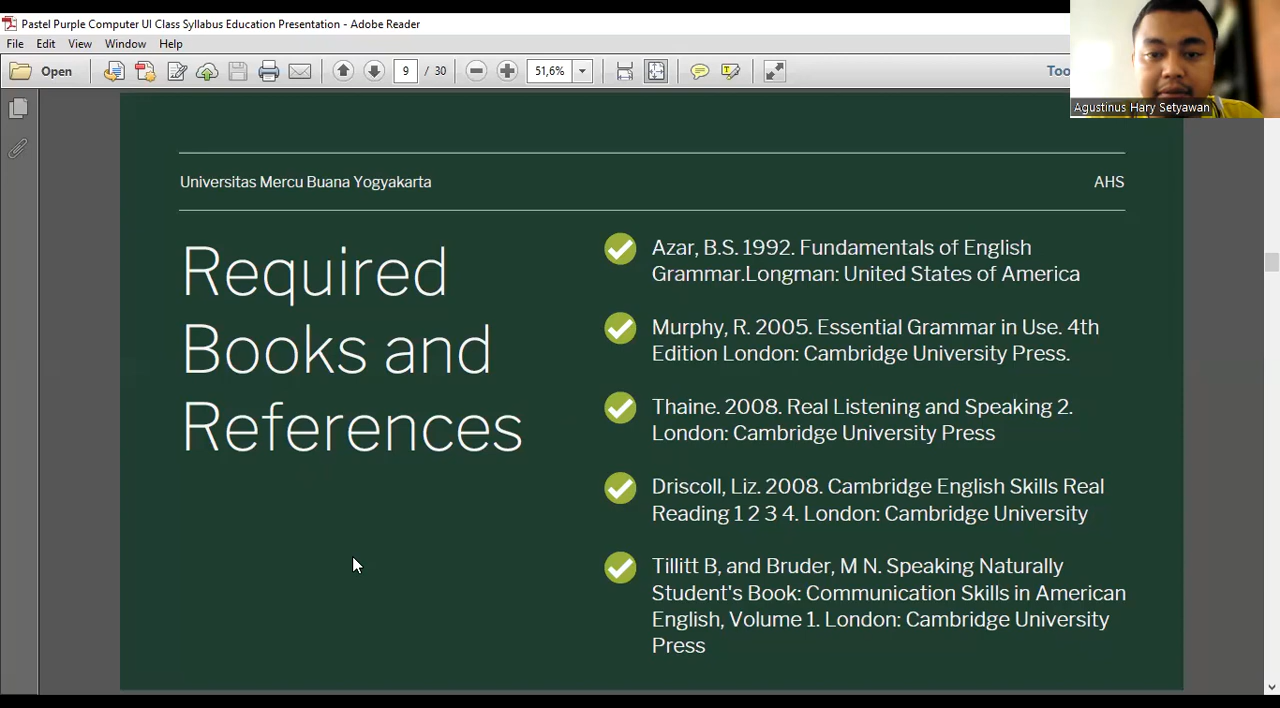 Pastel Purple Computer UI Class Syllabus Education Presentation - Adobe Reader
File Edit View Window Help
Open 9 / 30 51,6% Too
Agustinus Hary Setyawan
Universitas Mercu Buana Yogyakarta AHS
Required
Books and
References
Azar, B.S. 1992. Fundamentals of English
Grammar.Longman: United States of America
Murphy, R. 2005. Essential Grammar in Use. 4th
Edition London: Cambridge University Press.
Thaine. 2008. Real Listening and Speaking 2.
London: Cambridge University Press
Driscoll, Liz. 2008. Cambridge English Skills Real
Reading 1 2 3 4. London: Cambridge University
Tillitt B, and Bruder, M N. Speaking Naturally
Student's Book: Communication Skills in American
English, Volume 1. London: Cambridge University
Press